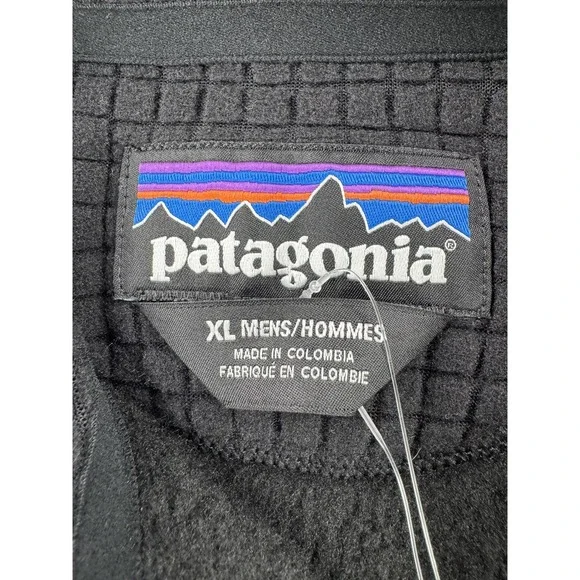 patagonia®
XL MENS/HOMMES
MADE IN COLOMBIA
FABRIQUÉ EN COLOMBIE